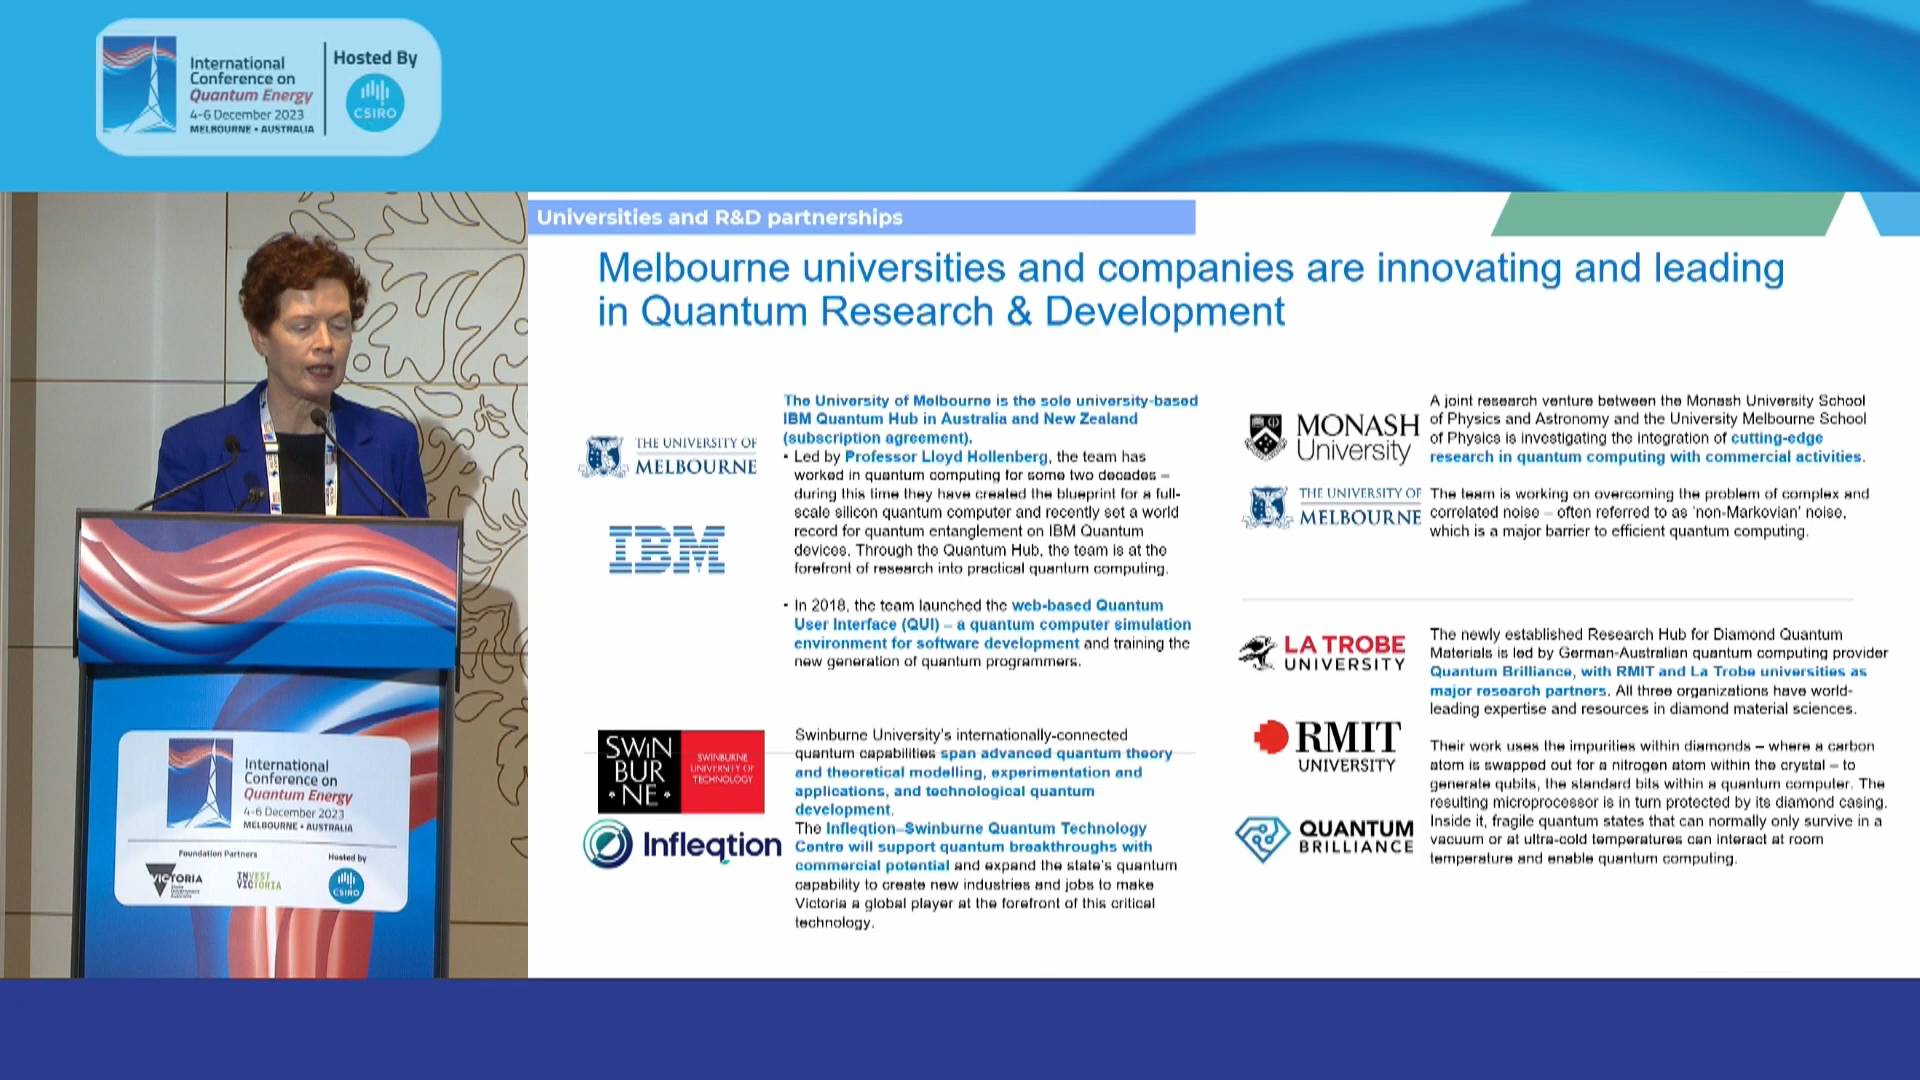 International
Conference on
Quantum Energy
4-6 December 2023
MELBOURNE • AUSTRALIA
Hosted By
CSIRO
Universities and R&D partnerships
Melbourne universities and companies are innovating and leading
in Quantum Research & Development
THE UNIVERSITY OF
MELBOURNE
IBM
The University of Melbourne is the sole university-based
IBM Quantum Hub in Australia and New Zealand
(subscription agreement).
• Led by Professor Lloyd Hollenberg, the team has
worked in quantum computing for some two decades –
during this time they have created the blueprint for a full-
scale silicon quantum computer and recently set a world
record for quantum entanglement on IBM Quantum
devices. Through the Quantum Hub, the team is at the
forefront of research into practical quantum computing.
• In 2018, the team launched the web-based Quantum
User Interface (QUI) – a quantum computer simulation
environment for software development and training the
new generation of quantum programmers.
SWIN
BUR
• NE •
SWINBURNE
UNIVERSITY OF
TECHNOLOGY
Infleqtion
Swinburne University's internationally-connected
quantum capabilities span advanced quantum theory
and theoretical modelling, experimentation and
applications, and technological quantum
development.
The Infleqtion–Swinburne Quantum Technology
Centre will support quantum breakthroughs with
commercial potential and expand the state's quantum
capability to create new industries and jobs to make
Victoria a global player at the forefront of this critical
technology.
MONASH
University
THE UNIVERSITY OF
MELBOURNE
A joint research venture between the Monash University School
of Physics and Astronomy and the University Melbourne School
of Physics is investigating the integration of cutting-edge
research in quantum computing with commercial activities.
The team is working on overcoming the problem of complex and
correlated noise – often referred to as 'non-Markovian' noise,
which is a major barrier to efficient quantum computing.
LA TROBE
UNIVERSITY
RMIT
UNIVERSITY
QUANTUM
BRILLIANCE
The newly established Research Hub for Diamond Quantum
Materials is led by German-Australian quantum computing provider
Quantum Brilliance, with RMIT and La Trobe universities as
major research partners. All three organizations have world-
leading expertise and resources in diamond material sciences.
Their work uses the impurities within diamonds – where a carbon
atom is swapped out for a nitrogen atom within the crystal – to
generate qubits, the standard bits within a quantum computer. The
resulting microprocessor is in turn protected by its diamond casing.
Inside it, fragile quantum states that can normally only survive in a
vacuum or at ultra-cold temperatures can interact at room
temperature and enable quantum computing.
International
Conference on
Quantum Energy
4-6 December 2023
MELBOURNE • AUSTRALIA
Foundation Partners
Hosted by
VICTORIA
State
Government
INVEST
VICTORIA
CSIRO